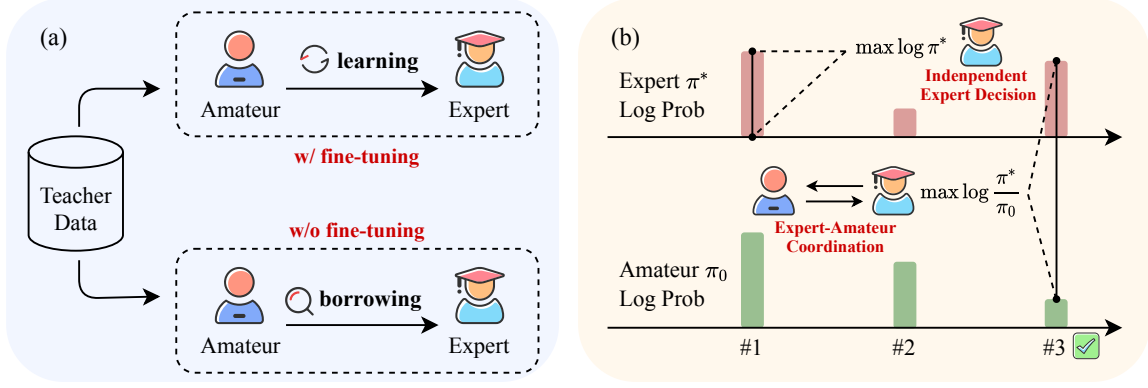 (a)
learning
Amateur
Expert
w/ fine-tuning
Teacher
Data
w/o fine-tuning
borrowing
Amateur
Expert
(b)
max log π*
Expert π*
Log Prob
Indenpendent
Expert Decision
max log π*/π₀
Expert-Amateur
Coordination
Amateur π₀
Log Prob
#1 #2 #3